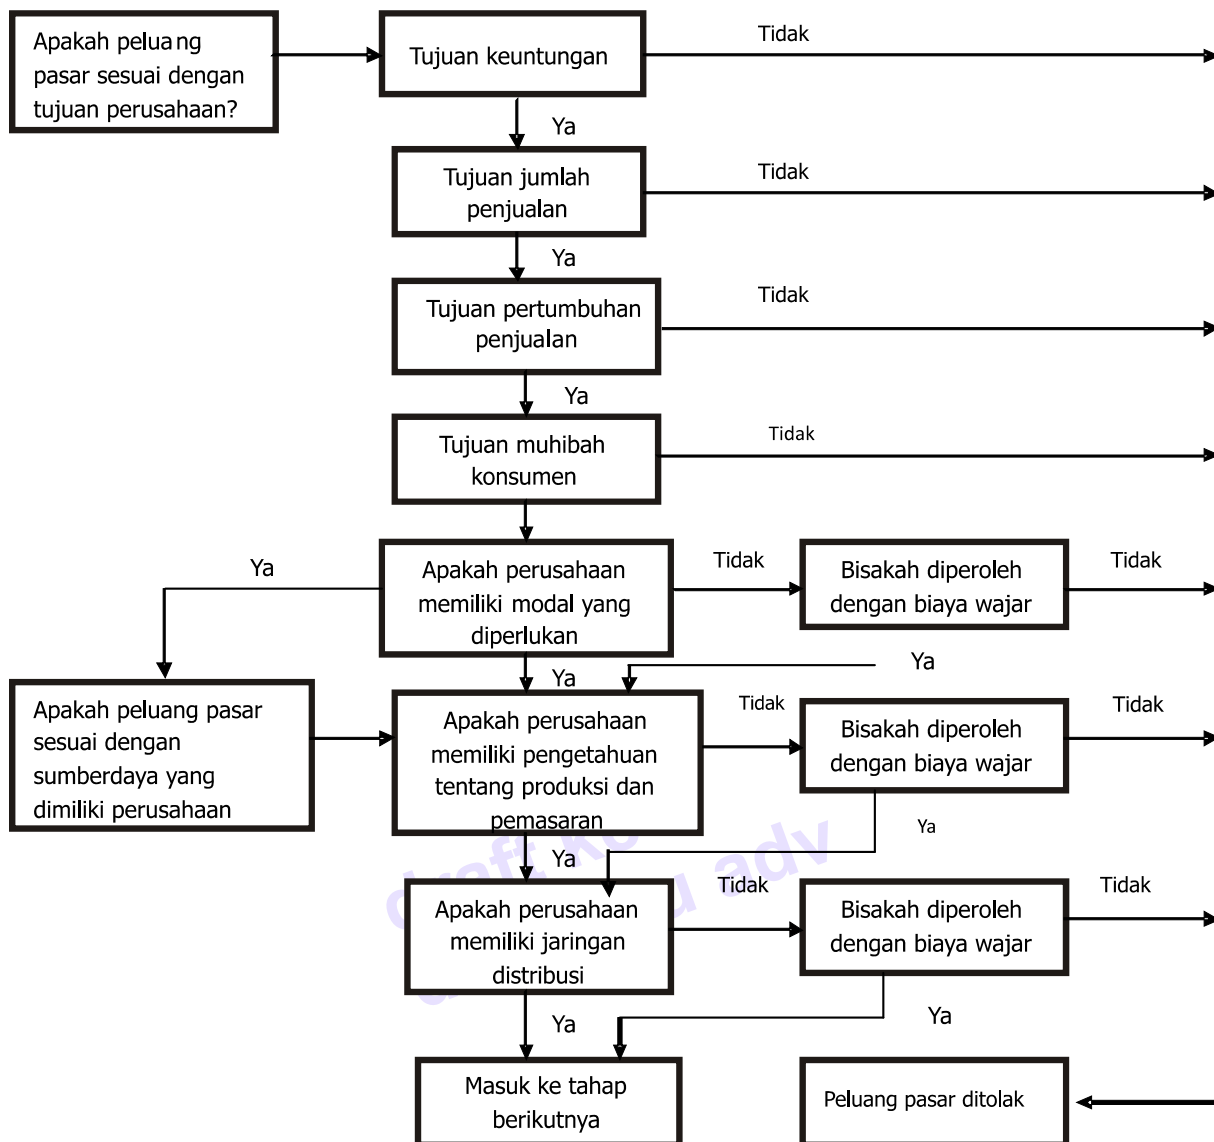 Apakah peluang
pasar sesuai dengan
tujuan perusahaan?
Tujuan keuntungan
Tidak
Ya
Tujuan jumlah
penjualan
Tidak
Ya
Tujuan pertumbuhan
penjualan
Tidak
Ya
Tujuan muhibah
konsumen
Tidak
Ya
Apakah perusahaan
memiliki modal yang
diperlukan
Tidak
Bisakah diperoleh
dengan biaya wajar
Tidak
Ya
Ya
Apakah peluang pasar
sesuai dengan
sumberdaya yang
dimiliki perusahaan
Apakah perusahaan
memiliki pengetahuan
tentang produksi dan
pemasaran
Tidak
Bisakah diperoleh
dengan biaya wajar
Tidak
Ya
Ya
Apakah perusahaan
memiliki jaringan
distribusi
Tidak
Bisakah diperoleh
dengan biaya wajar
Tidak
Ya
Ya
Masuk ke tahap
berikutnya
Peluang pasar ditolak
draft
adv